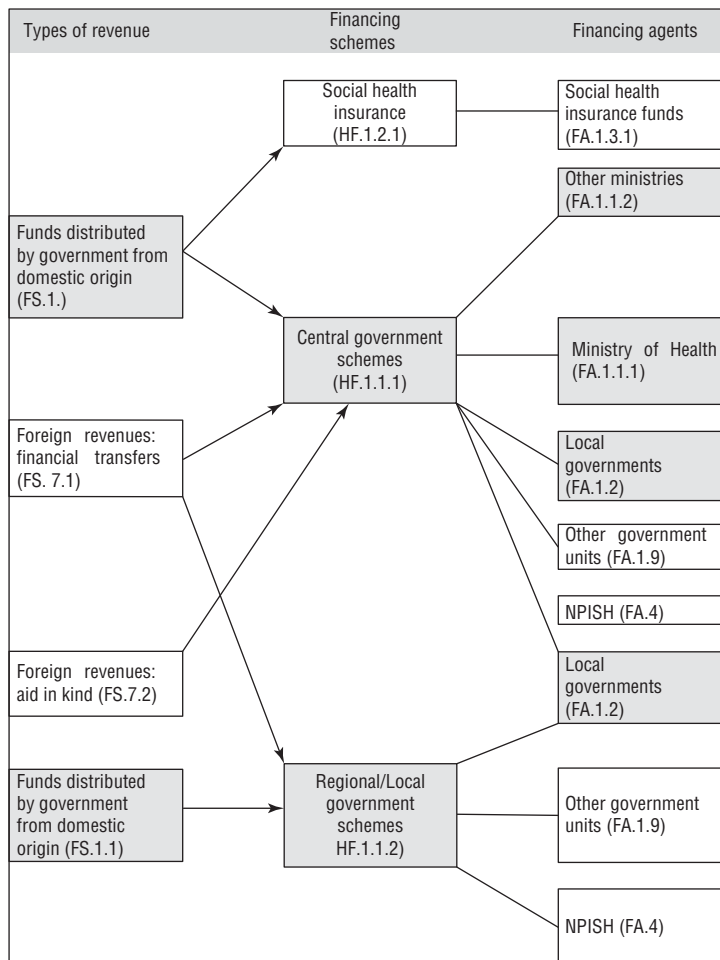 Types of revenue
Financing
schemes
Financing agents
Social health
insurance
(HF.1.2.1)
Social health
insurance funds
(FA.1.3.1)
Other ministries
(FA.1.1.2)
Funds distributed
by government from
domestic origin
(FS.1.)
Central government
schemes
(HF.1.1.1)
Ministry of Health
(FA.1.1.1)
Foreign revenues:
financial transfers
(FS. 7.1)
Local
governments
(FA.1.2)
Other government
units (FA.1.9)
NPISH (FA.4)
Foreign revenues:
aid in kind (FS.7.2)
Local
governments
(FA.1.2)
Funds distributed
by government
from domestic
origin (FS.1.1)
Regional/Local
government
schemes
HF.1.1.2)
Other government
units (FA.1.9)
NPISH (FA.4)